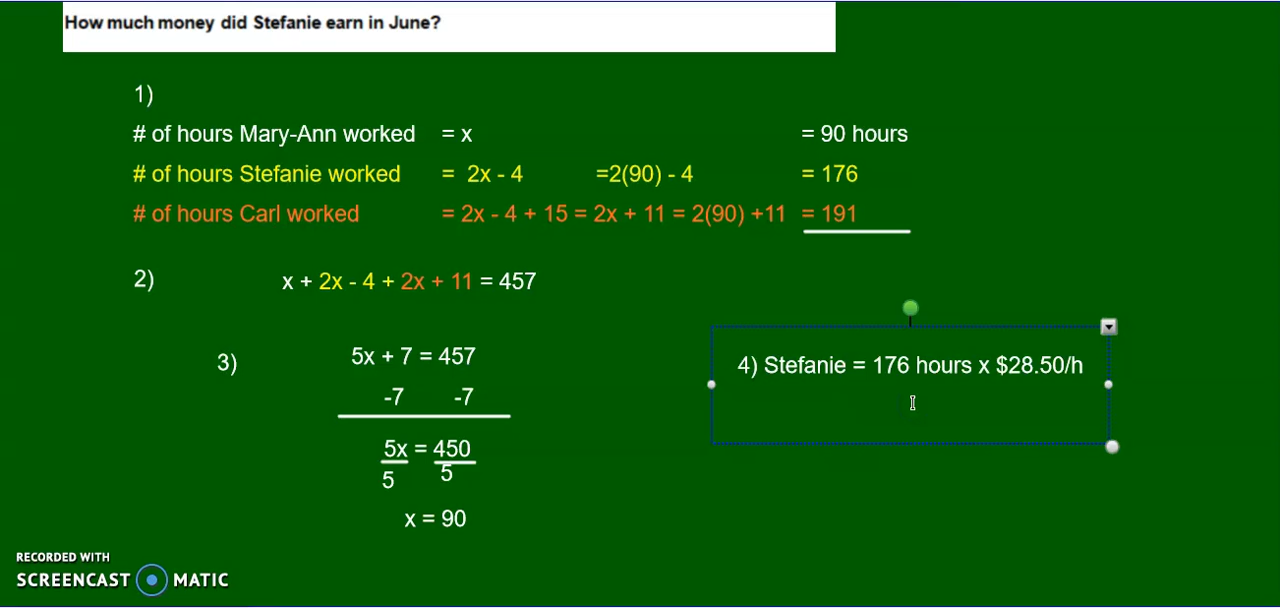 How much money did Stefanie earn in June?
1)
# of hours Mary-Ann worked = x = 90 hours
# of hours Stefanie worked = 2x - 4 =2(90) - 4 = 176
# of hours Carl worked = 2x - 4 + 15 = 2x + 11 = 2(90) +11 = 191
2) x + 2x - 4 + 2x + 11 = 457
3) 5x + 7 = 457
-7 -7
5x = 450
5 5
x = 90
4) Stefanie = 176 hours x $28.50/h
RECORDED WITH
SCREENCAST MATIC